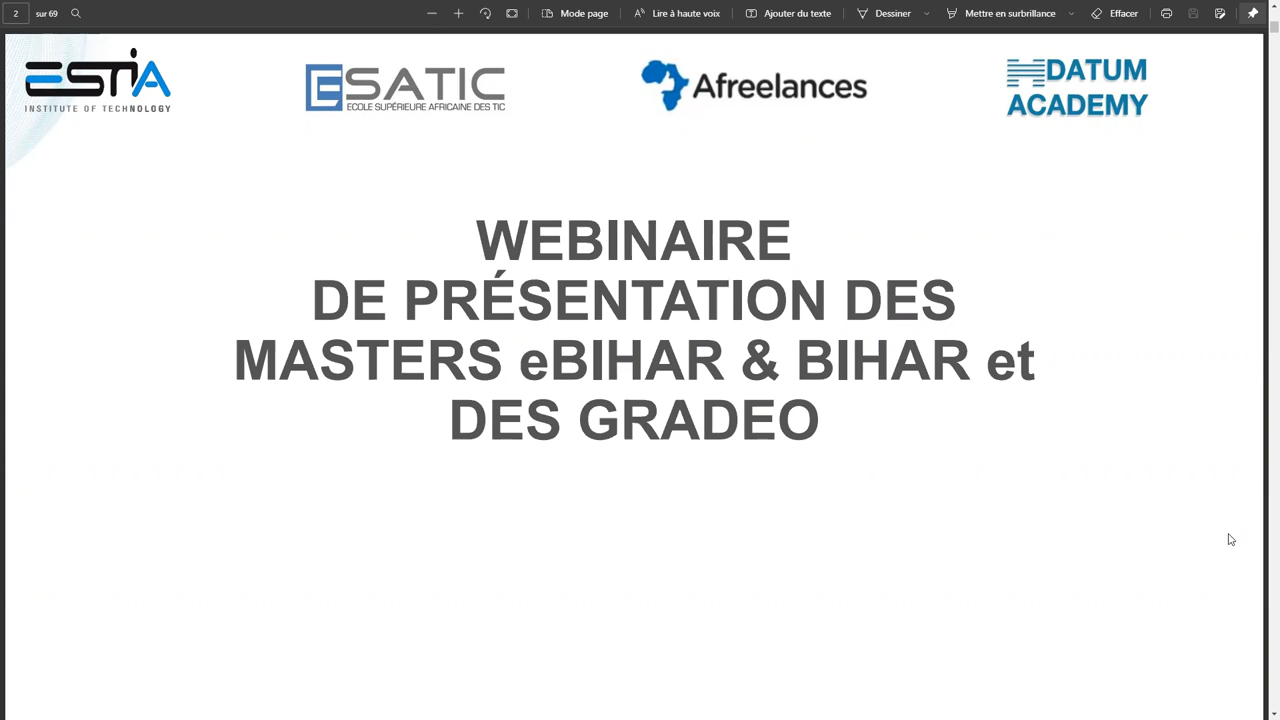 2 sur 69 Mode page Lire à haute voix Ajouter du texte Dessiner Mettre en surbrillance Effacer
ESTIA
INSTITUTE OF TECHNOLOGY
ESATIC
ECOLE SUPÉRIEURE AFRICAINE DES TIC
Afreelances
DATUM
ACADEMY
WEBINAIRE
DE PRÉSENTATION DES
MASTERS eBIHAR & BIHAR et
DES GRADEO